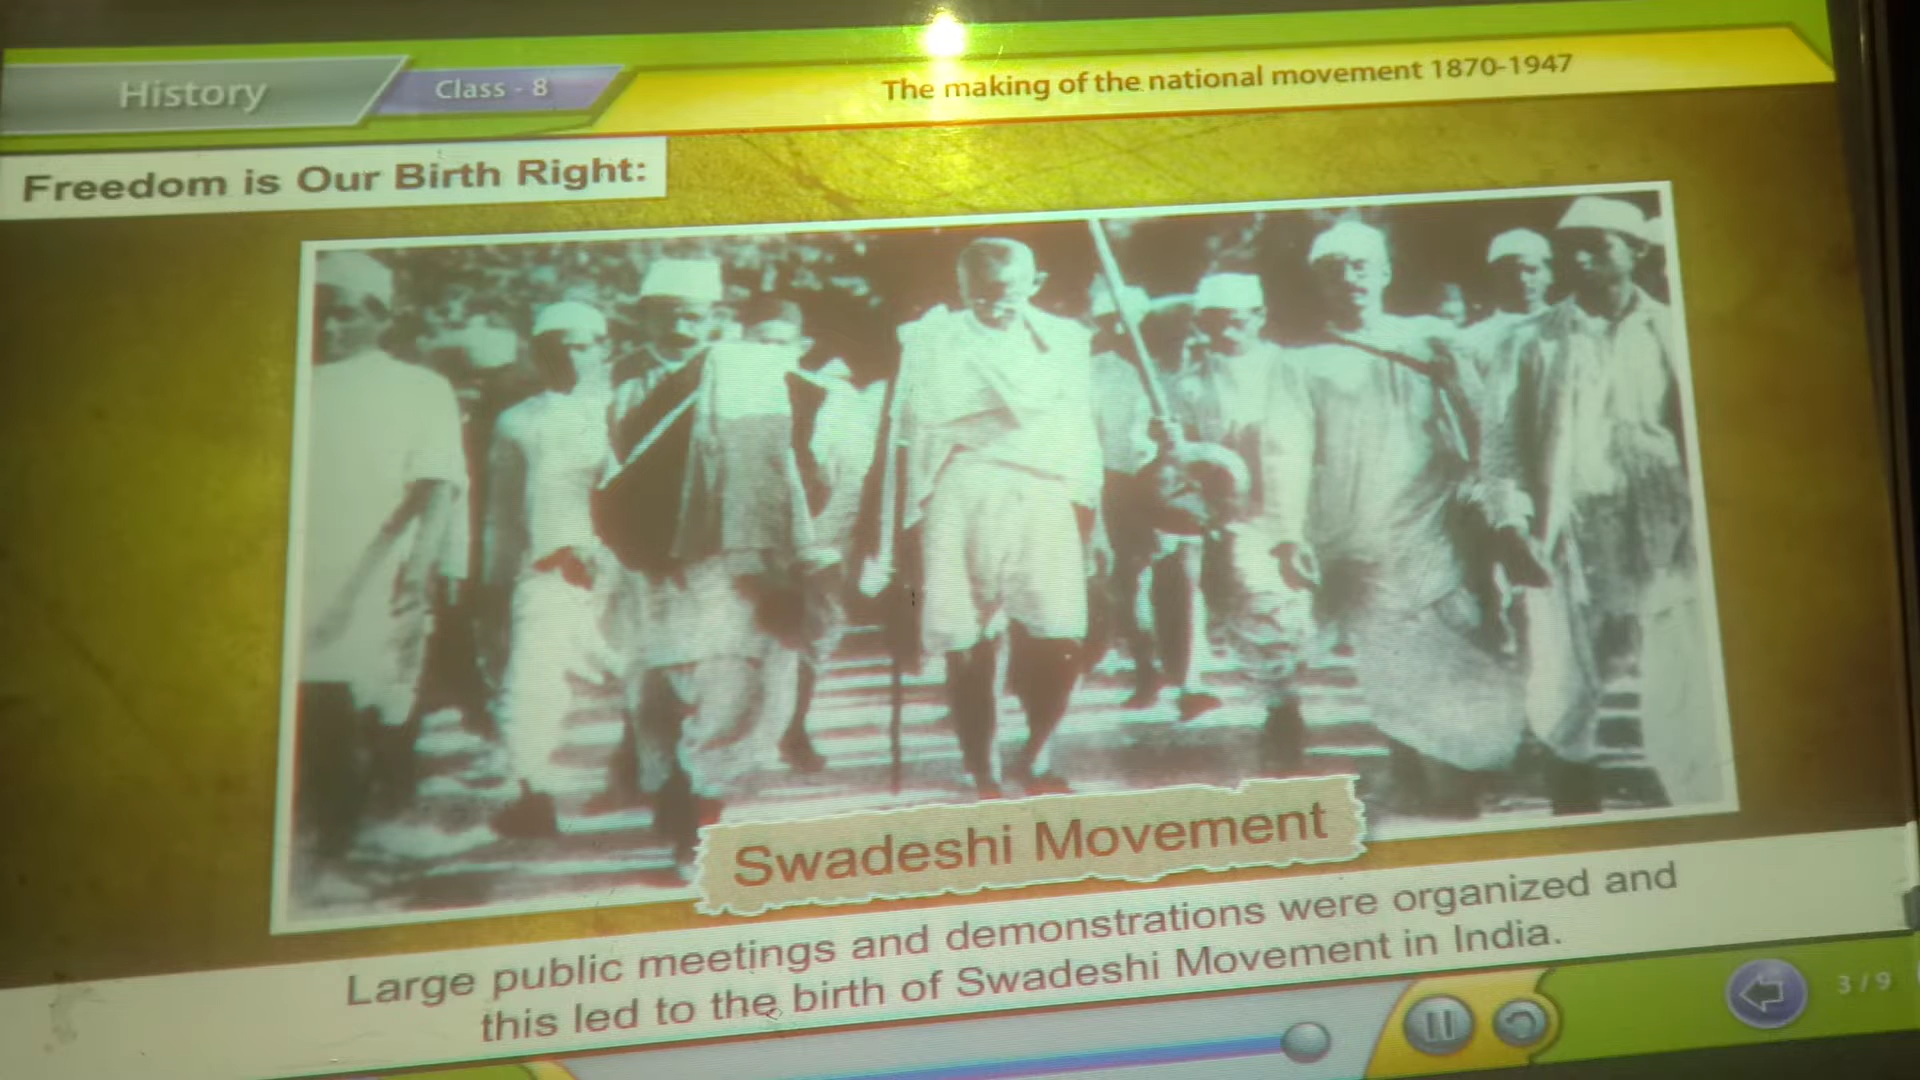 History
Class - 8
The making of the national movement 1870-1947
Freedom is Our Birth Right:
Swadeshi Movement
Large public meetings and demonstrations were organized and
this led to the birth of Swadeshi Movement in India.
3/9